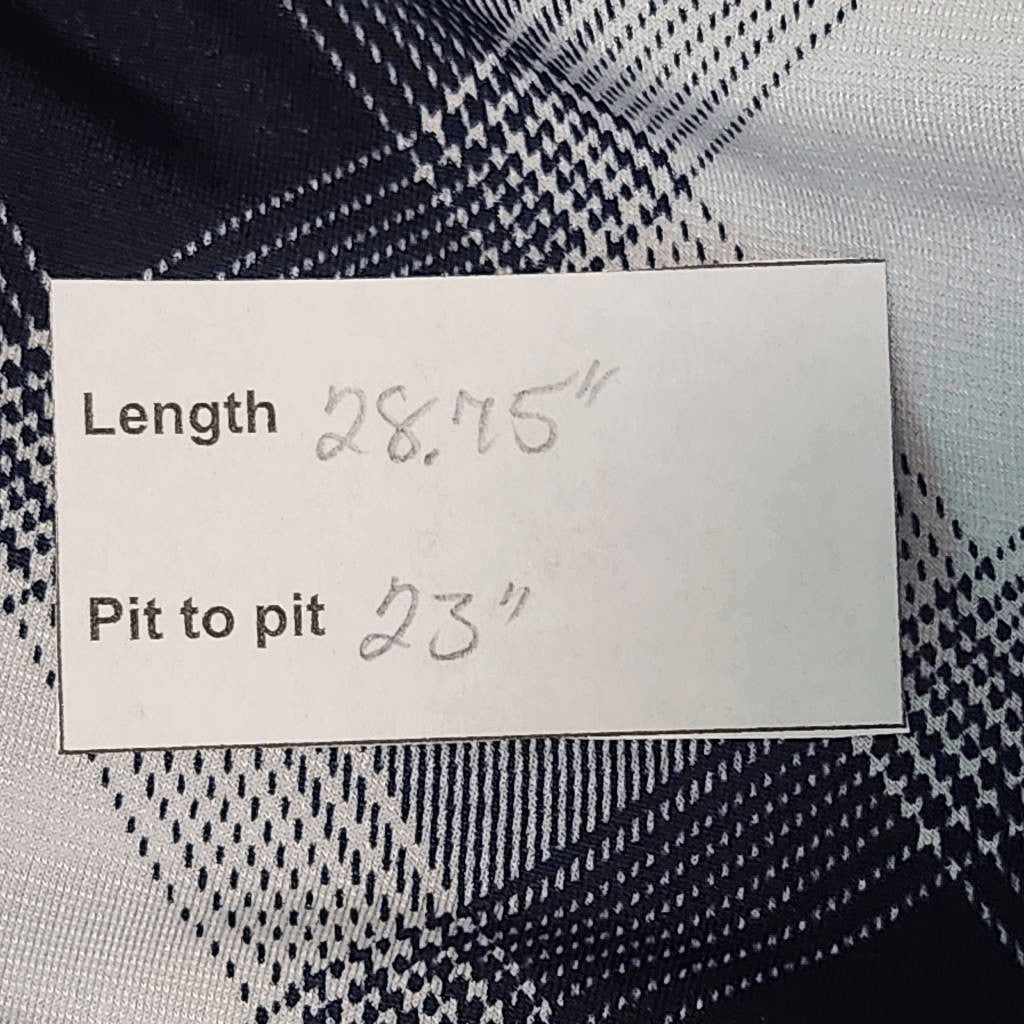 Length 28.75"
Pit to pit 23"